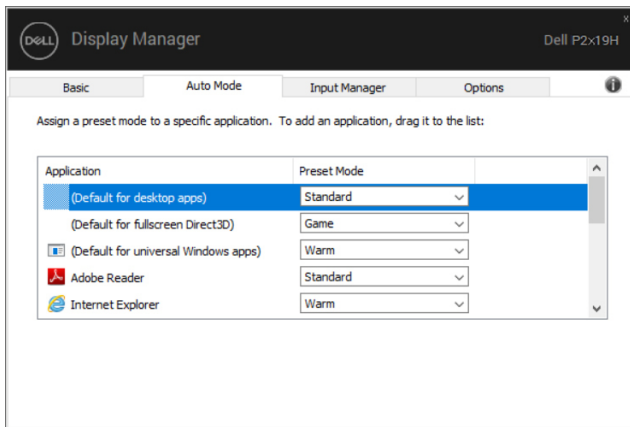 x
DELL Display Manager Dell P2x19H
Basic Auto Mode Input Manager Options
Assign a preset mode to a specific application. To add an application, drag it to the list:
Application Preset Mode
(Default for desktop apps) Standard
(Default for fullscreen Direct3D) Game
(Default for universal Windows apps) Warm
Adobe Reader Standard
Internet Explorer Warm